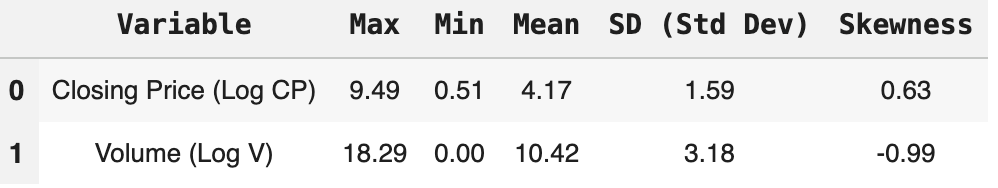 Variable Max Min Mean SD (Std Dev) Skewness
0 Closing Price (Log CP) 9.49 0.51 4.17 1.59 0.63
1 Volume (Log V) 18.29 0.00 10.42 3.18 -0.99